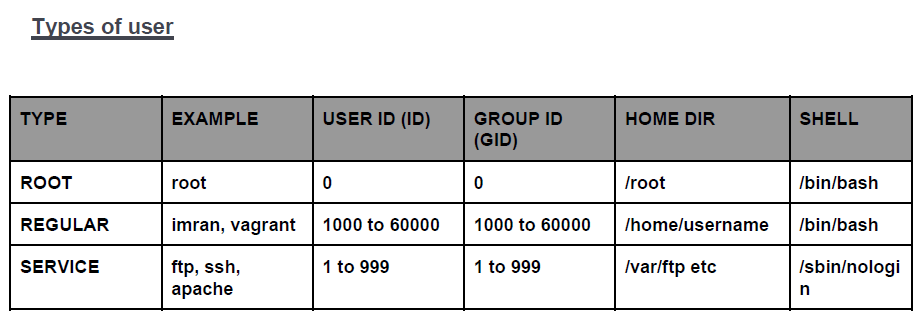 Types of user
TYPE EXAMPLE USER ID (ID) GROUP ID (GID) HOME DIR SHELL
ROOT root 0 0 /root /bin/bash
REGULAR imran, vagrant 1000 to 60000 1000 to 60000 /home/username /bin/bash
SERVICE ftp, ssh, apache 1 to 999 1 to 999 /var/ftp etc /sbin/nologin